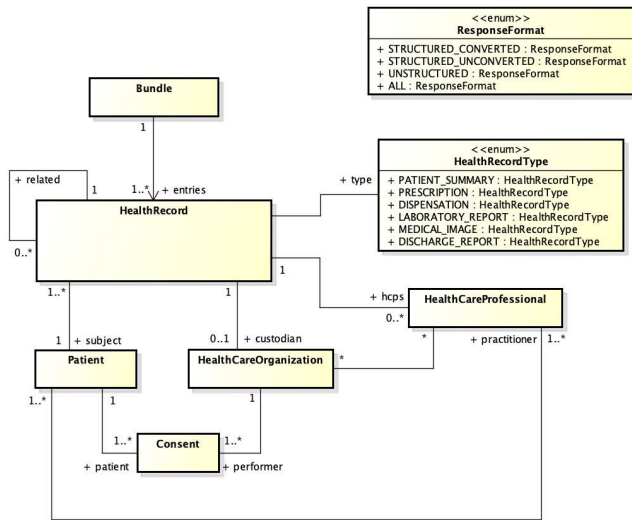 <<enum>>
ResponseFormat
+ STRUCTURED_CONVERTED : ResponseFormat
+ STRUCTURED_UNCONVERTED : ResponseFormat
+ UNSTRUCTURED : ResponseFormat
+ ALL : ResponseFormat
Bundle
1
1..*
+ entries
<<enum>>
HealthRecordType
+ PATIENT_SUMMARY : HealthRecordType
+ PRESCRIPTION : HealthRecordType
+ DISPENSATION : HealthRecordType
+ LABORATORY_REPORT : HealthRecordType
+ MEDICAL_IMAGE : HealthRecordType
+ DISCHARGE_REPORT : HealthRecordType
+ related
1
0..*
+ type
HealthRecord
1
+ hcps
0..*
HealthCareProfessional
1..*
1
1
+ subject
0..1
+ custodian
*
+ practitioner
1..*
Patient
HealthCareOrganization
*
1..*
1
1
1..*
1..*
Consent
+ patient
+ performer